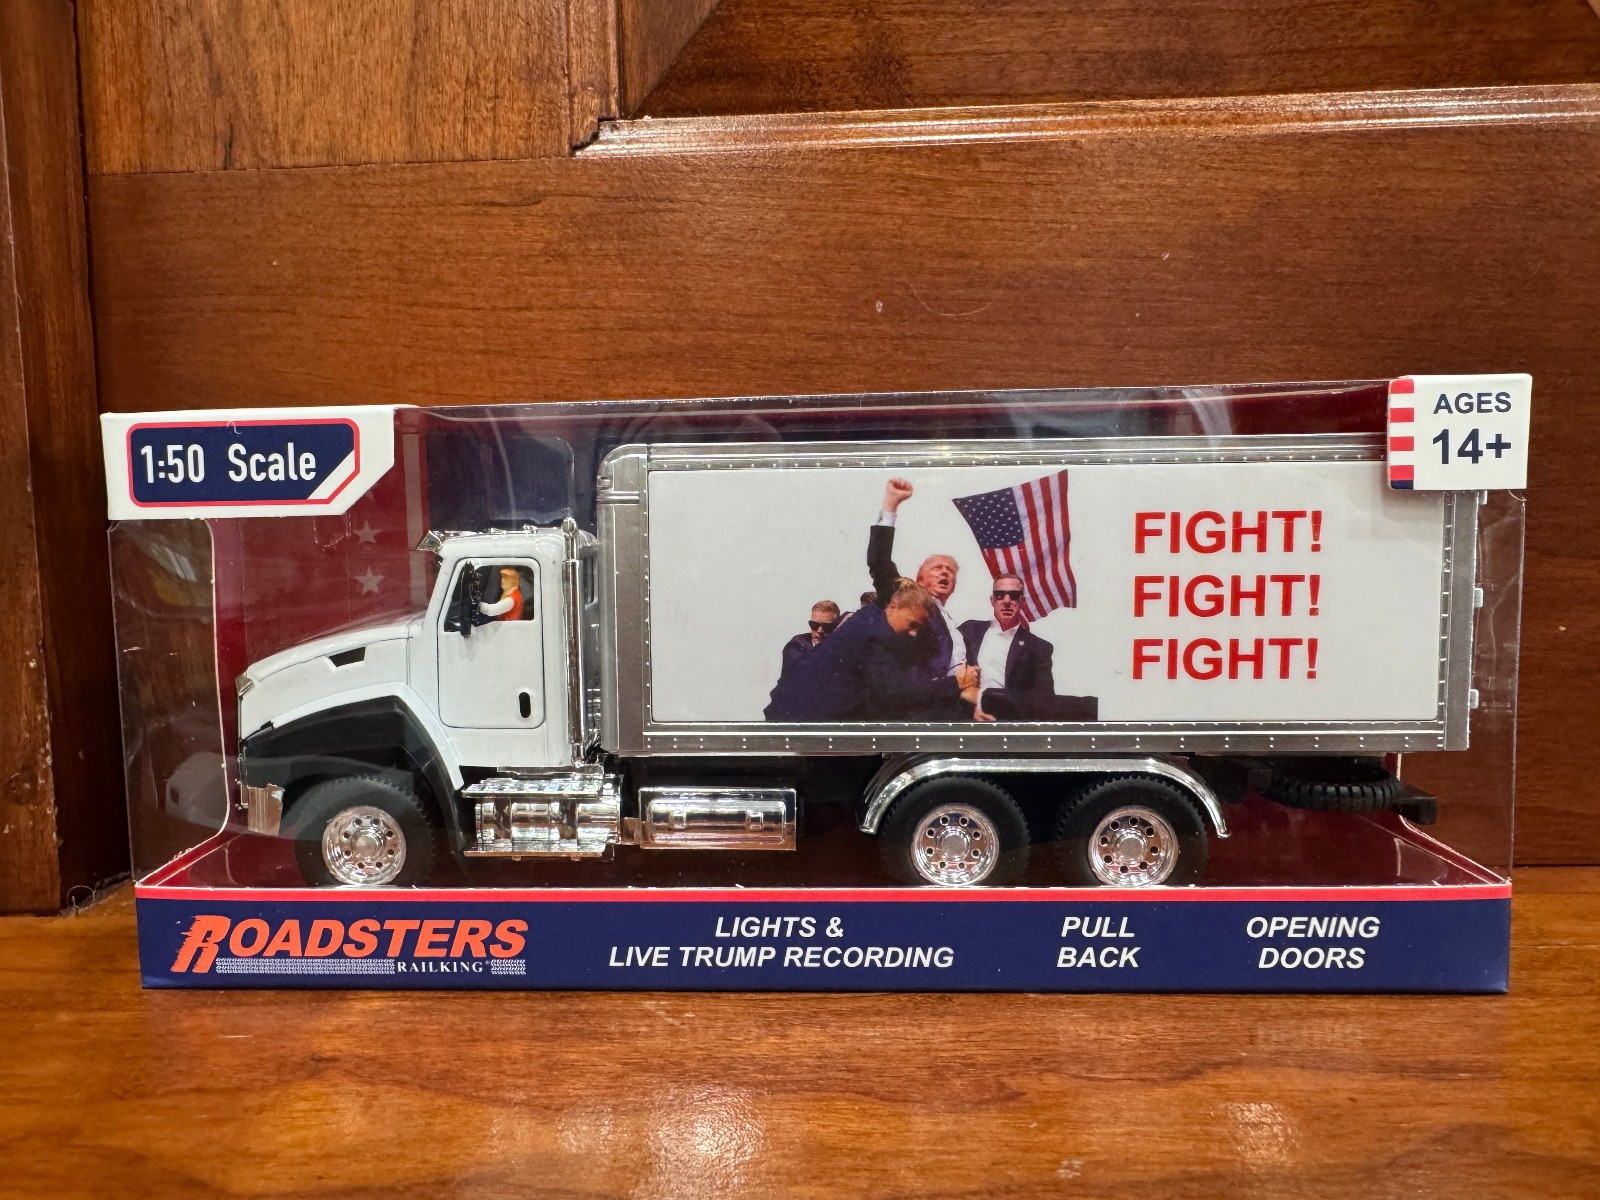 1:50 Scale
AGES
14+
FIGHT!
FIGHT!
FIGHT!
ROADSTERS
RAILKING®
LIGHTS &
LIVE TRUMP RECORDING
PULL
BACK
OPENING
DOORS